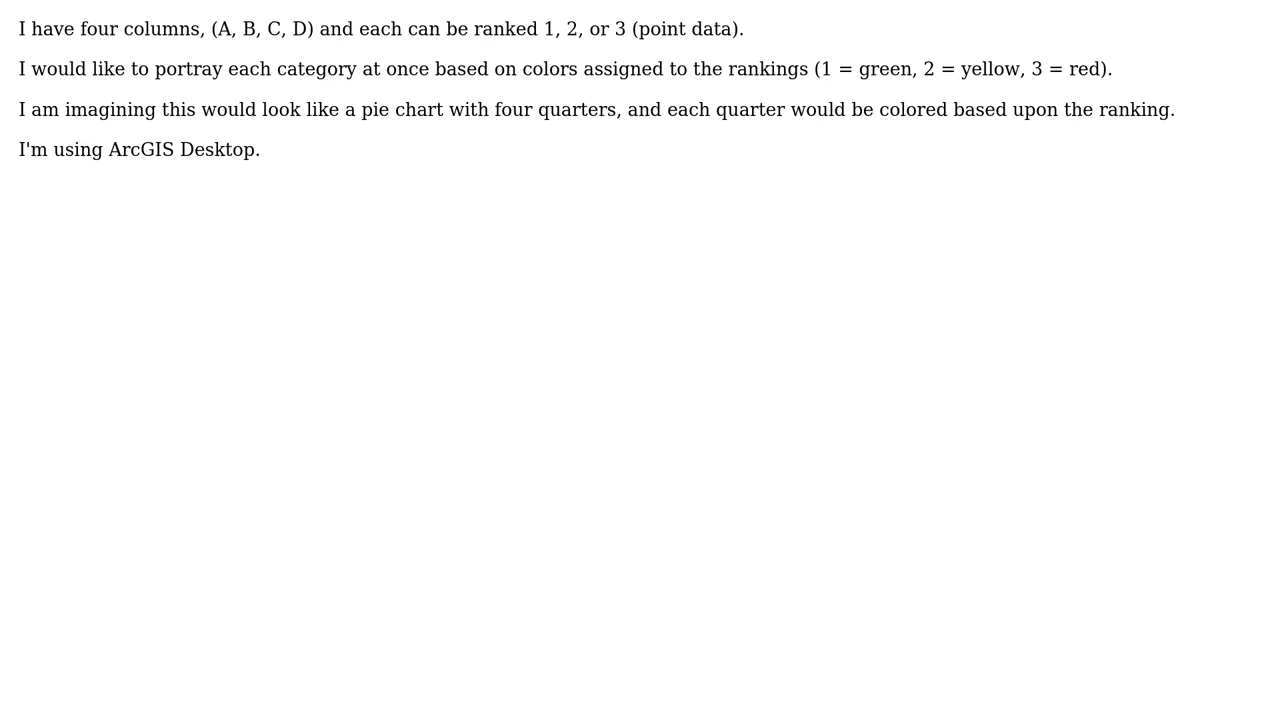 I have four columns, (A, B, C, D) and each can be ranked 1, 2, or 3 (point data).
I would like to portray each category at once based on colors assigned to the rankings (1 = green, 2 = yellow, 3 = red).
I am imagining this would look like a pie chart with four quarters, and each quarter would be colored based upon the ranking.
I'm using ArcGIS Desktop.